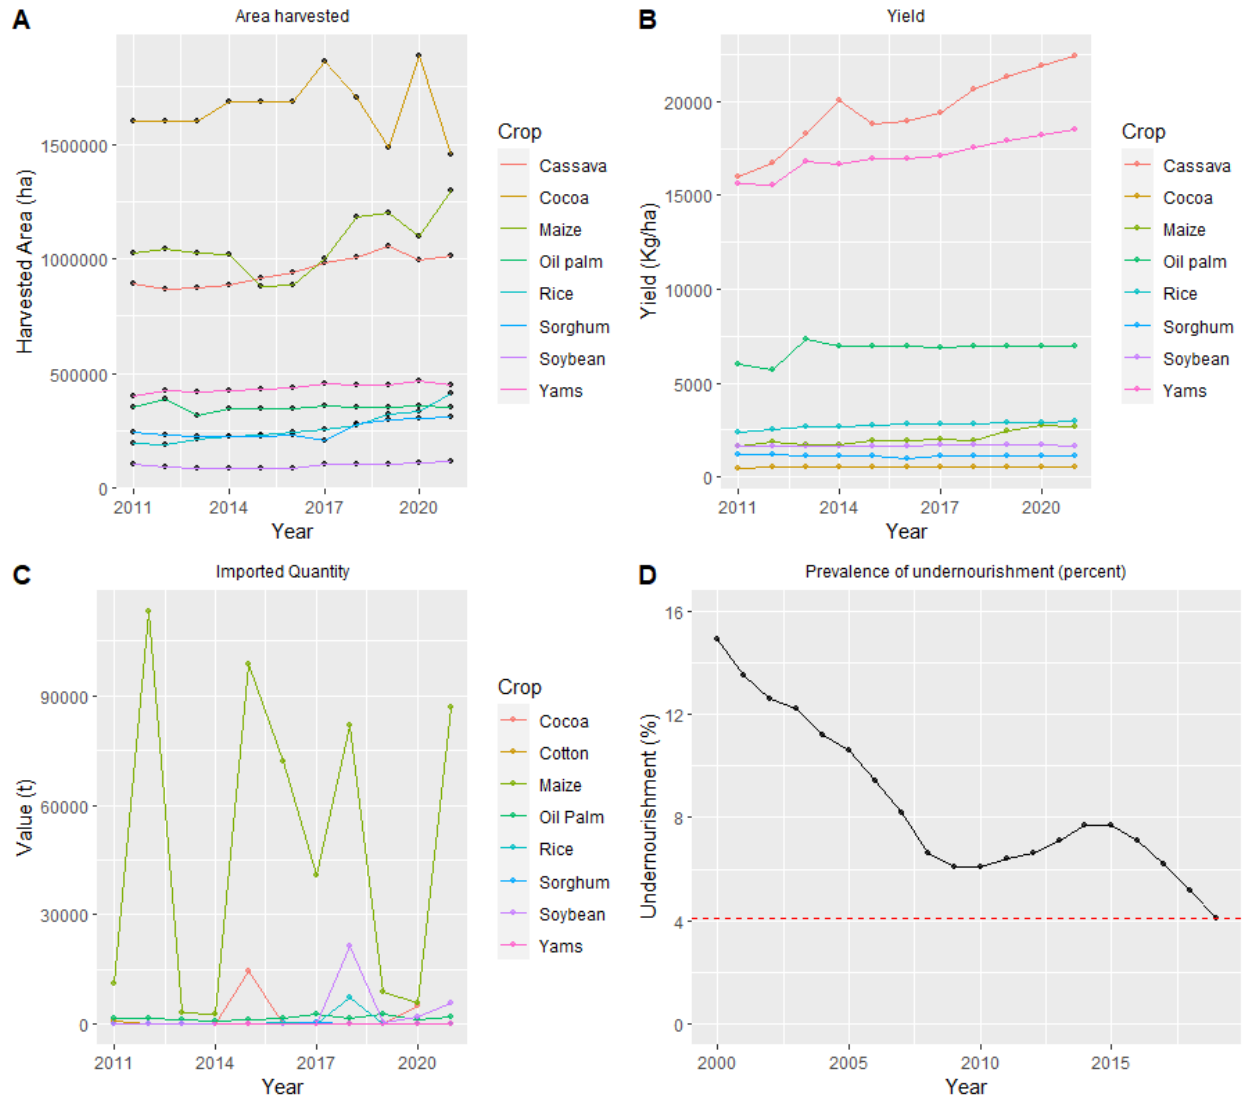 A
Area harvested
Harvested Area (ha)
1500000
1000000
500000
0
2011
2014
2017
2020
Year
Crop
Cassava
Cocoa
Maize
Oil palm
Rice
Sorghum
Soybean
Yams
B
Yield
Yield (Kg/ha)
20000
15000
10000
5000
0
2011
2014
2017
2020
Year
Crop
Cassava
Cocoa
Maize
Oil palm
Rice
Sorghum
Soybean
Yams
C
Imported Quantity
Value (t)
90000
60000
30000
0
2011
2014
2017
2020
Year
Crop
Cocoa
Cotton
Maize
Oil Palm
Rice
Sorghum
Soybean
Yams
D
Prevalence of undernourishment (percent)
Undernourishment (%)
16
12
8
4
0
2000
2005
2010
2015
Year